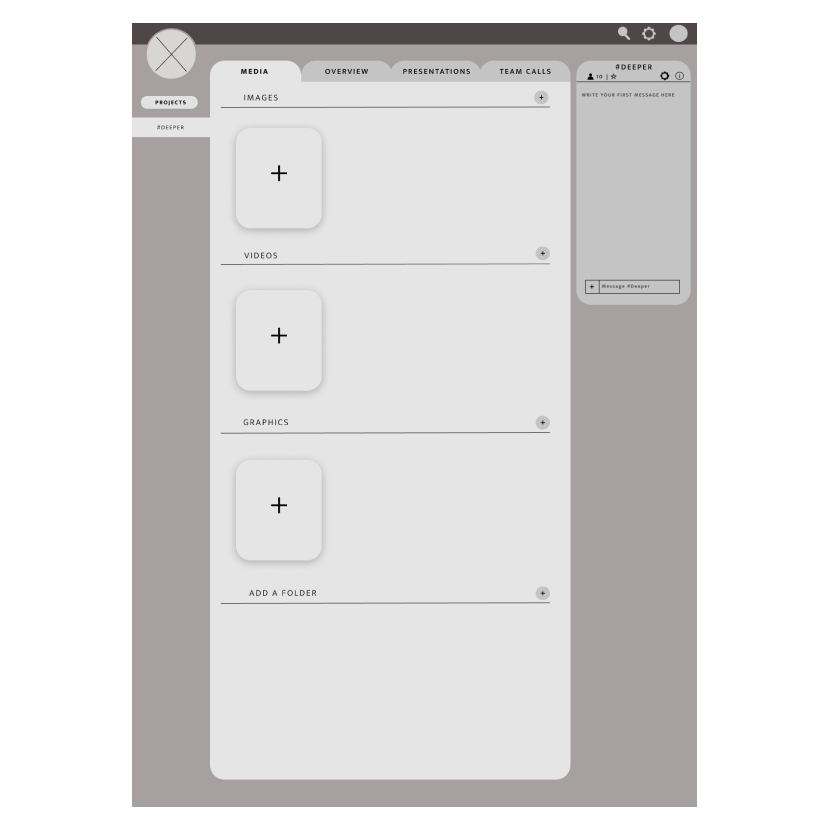 PROJECTS
#DEEPER
MEDIA
OVERVIEW
PRESENTATIONS
TEAM CALLS
IMAGES
VIDEOS
GRAPHICS
ADD A FOLDER
#DEEPER
10 |
WRITE YOUR FIRST MESSAGE HERE
Message #Deeper